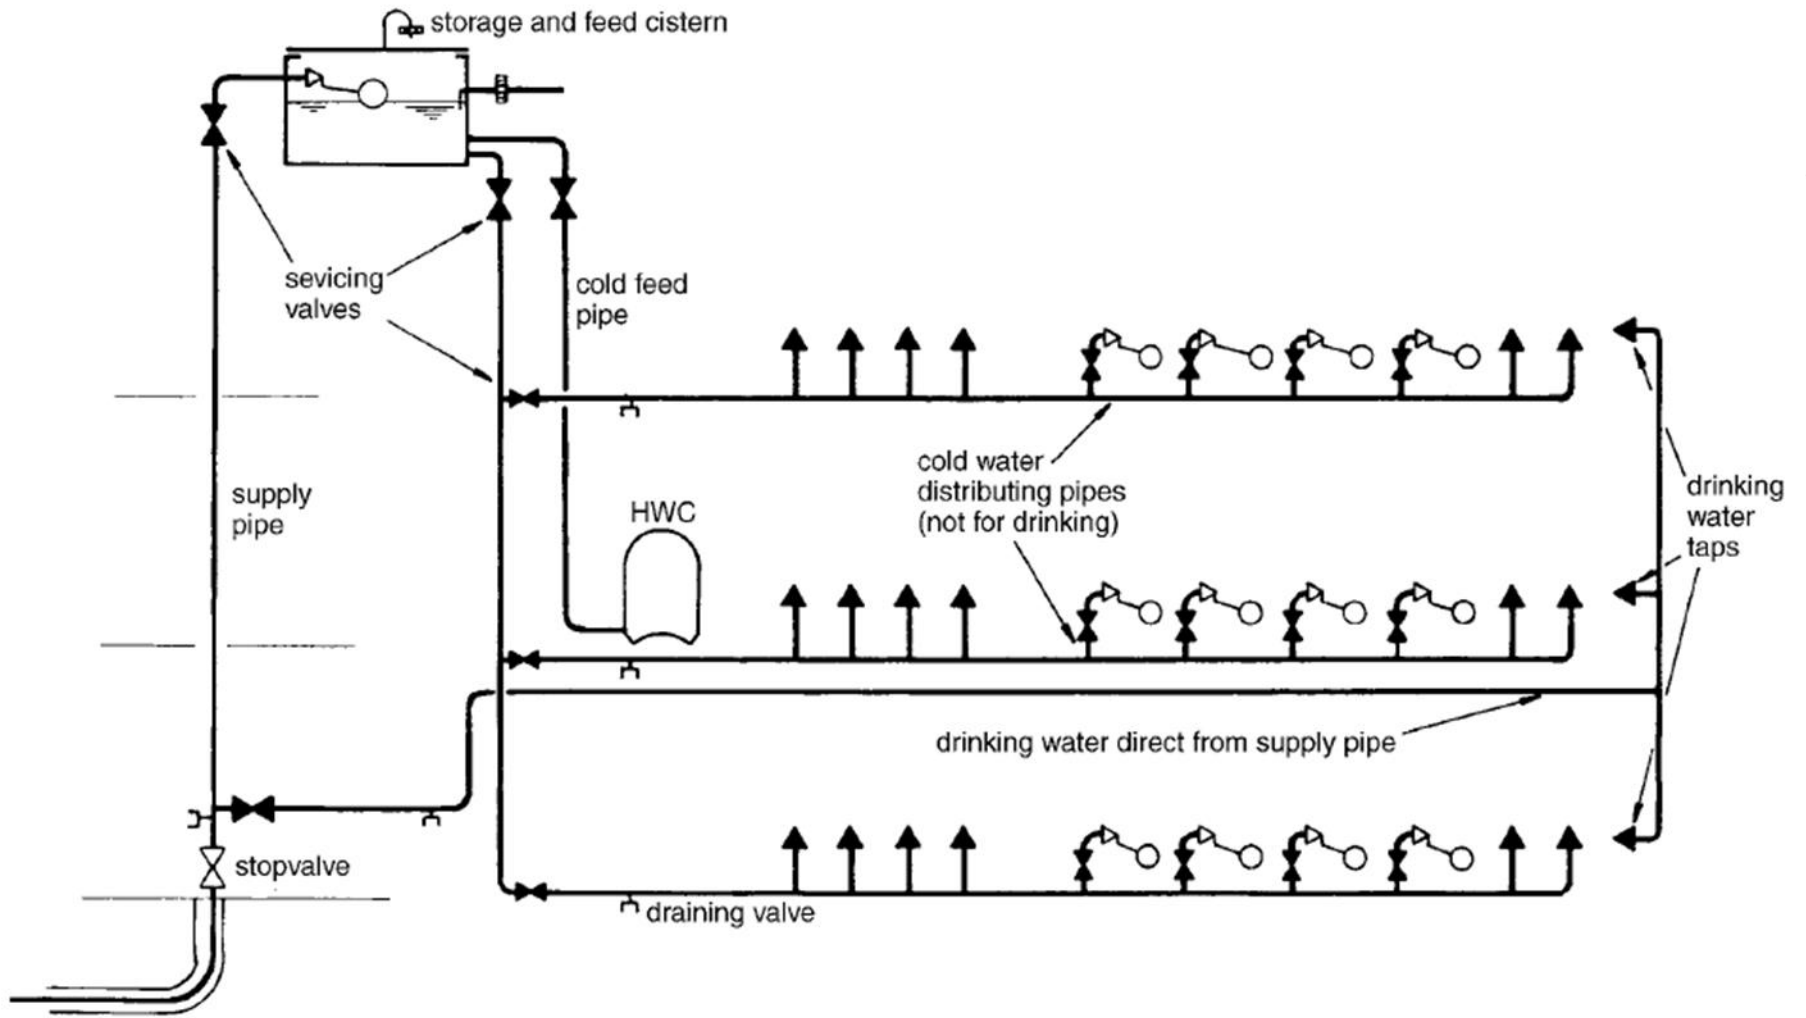 storage and feed cistern
sevicing
valves
cold feed
pipe
supply
pipe
HWC
cold water
distributing pipes
(not for drinking)
drinking
water
taps
drinking water direct from supply pipe
stopvalve
draining valve